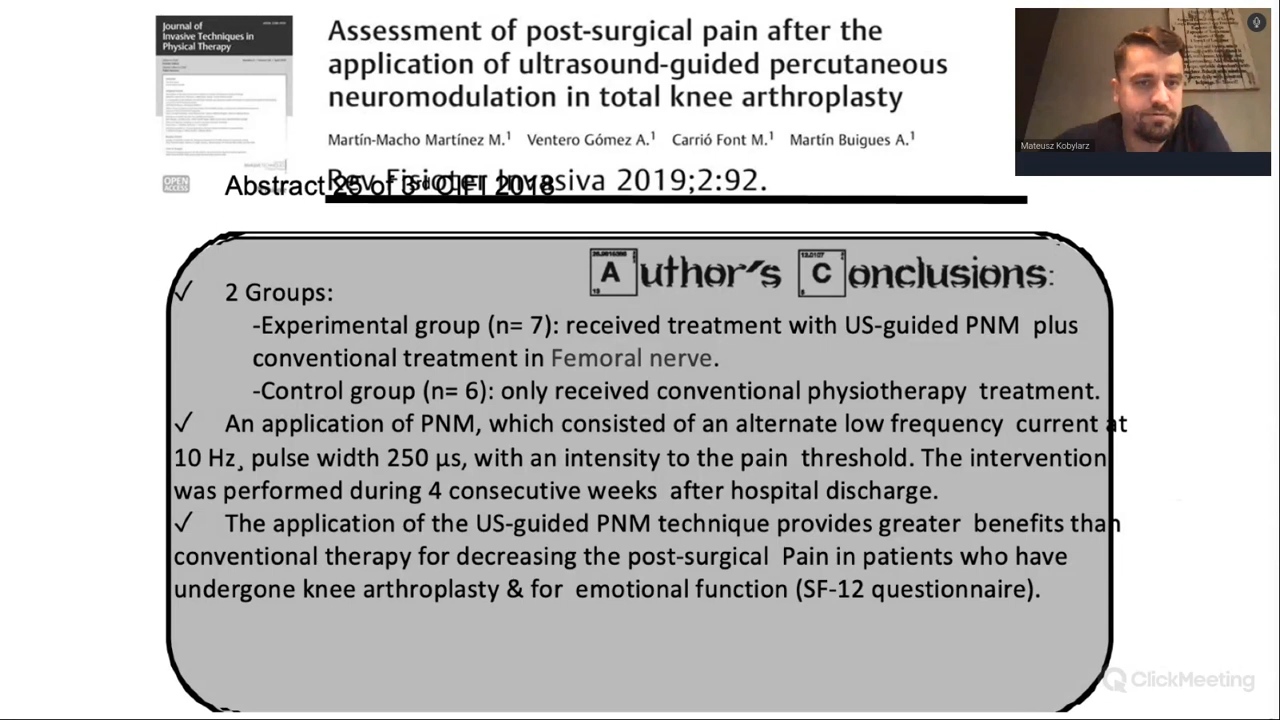 Journal of
Invasive Techniques in
Physical Therapy
OPEN
ACCESS
Assessment of post-surgical pain after the
application of ultrasound-guided percutaneous
neuromodulation in total knee arthroplasty
Martín-Macho Martínez M.¹ Ventero Gómez A.¹ Carrió Font M.¹ Martín Buigues A.¹
Rev Fisioter Invasiva 2019;2:92.
Abstract 25 of 3rd CIFI 2018
Mateusz Kobylarz
Author's Conclusions:
✓ 2 Groups:
-Experimental group (n= 7): received treatment with US-guided PNM plus
conventional treatment in Femoral nerve.
-Control group (n= 6): only received conventional physiotherapy treatment.
✓ An application of PNM, which consisted of an alternate low frequency current at
10 Hz¸ pulse width 250 µs, with an intensity to the pain threshold. The intervention
was performed during 4 consecutive weeks after hospital discharge.
✓ The application of the US-guided PNM technique provides greater benefits than
conventional therapy for decreasing the post-surgical Pain in patients who have
undergone knee arthroplasty & for emotional function (SF-12 questionnaire).
ClickMeeting